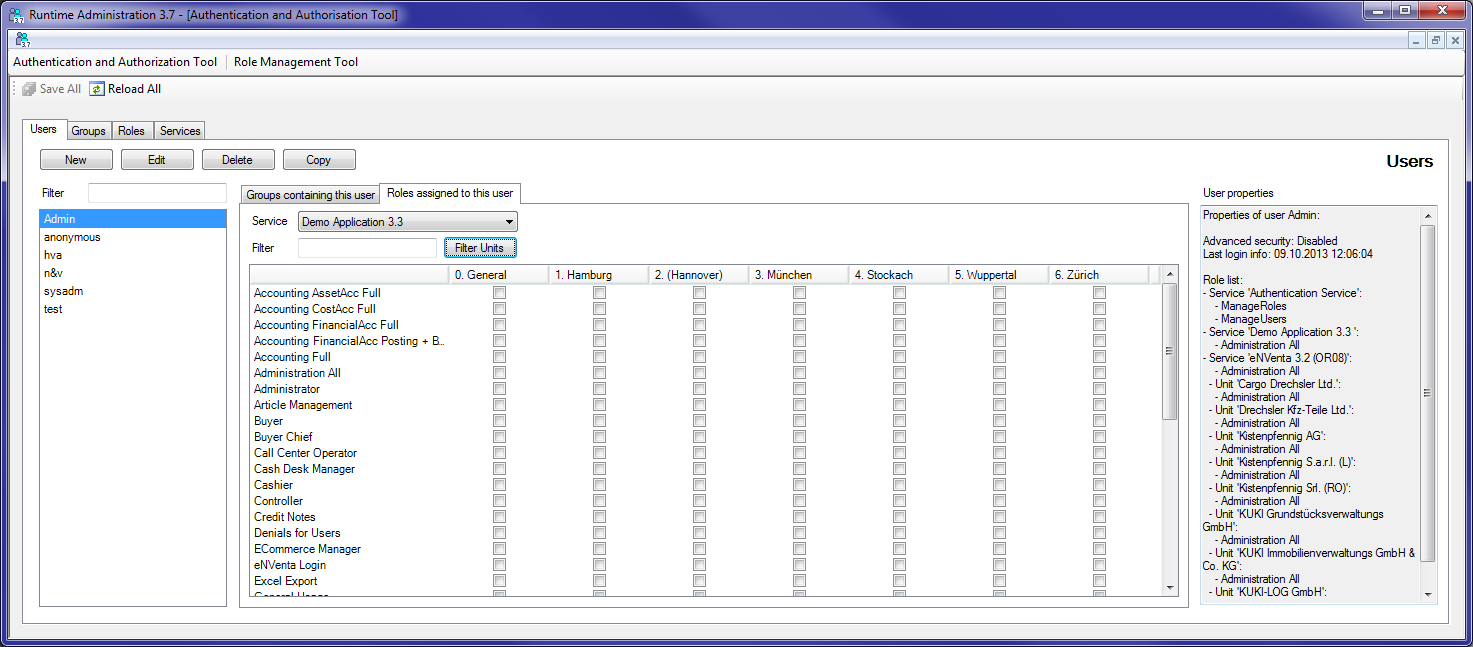 Runtime Administration 3.7 - [Authentication and Authorisation Tool]
3.7
3.7
Authentication and Authorization Tool Role Management Tool
Save All Reload All
Users Groups Roles Services
New Edit Delete Copy
Users
Filter
Admin
anonymous
hva
n&v
sysadm
test
Groups containing this user Roles assigned to this user
Service Demo Application 3.3
Filter Filter Units
0. General 1. Hamburg 2. (Hannover) 3. München 4. Stockach 5. Wuppertal 6. Zürich
Accounting AssetAcc Full
Accounting CostAcc Full
Accounting FinancialAcc Full
Accounting FinancialAcc Posting + B..
Accounting Full
Administration All
Administrator
Article Management
Buyer
Buyer Chief
Call Center Operator
Cash Desk Manager
Cashier
Controller
Credit Notes
Denials for Users
ECommerce Manager
eNVenta Login
Excel Export
General Usage
User properties
Properties of user Admin:
Advanced security: Disabled
Last login info: 09.10.2013 12:06:04
Role list:
- Service 'Authentication Service':
- ManageRoles
- ManageUsers
- Service 'Demo Application 3.3 ':
- Administration All
- Service 'eNVenta 3.2 (OR08)':
- Administration All
- Unit 'Cargo Drechsler Ltd.':
- Administration All
- Unit 'Drechsler Kfz-Teile Ltd.':
- Administration All
- Unit 'Kistenpfennig AG':
- Administration All
- Unit 'Kistenpfennig S.a.r.l. (L)':
- Administration All
- Unit 'Kistenpfennig Srl. (RO)':
- Administration All
- Unit 'KUKI Grundstücksverwaltungs
GmbH':
- Administration All
- Unit 'KUKI Immobilienverwaltungs GmbH &
Co. KG':
- Administration All
- Unit 'KUKI-LOG GmbH':